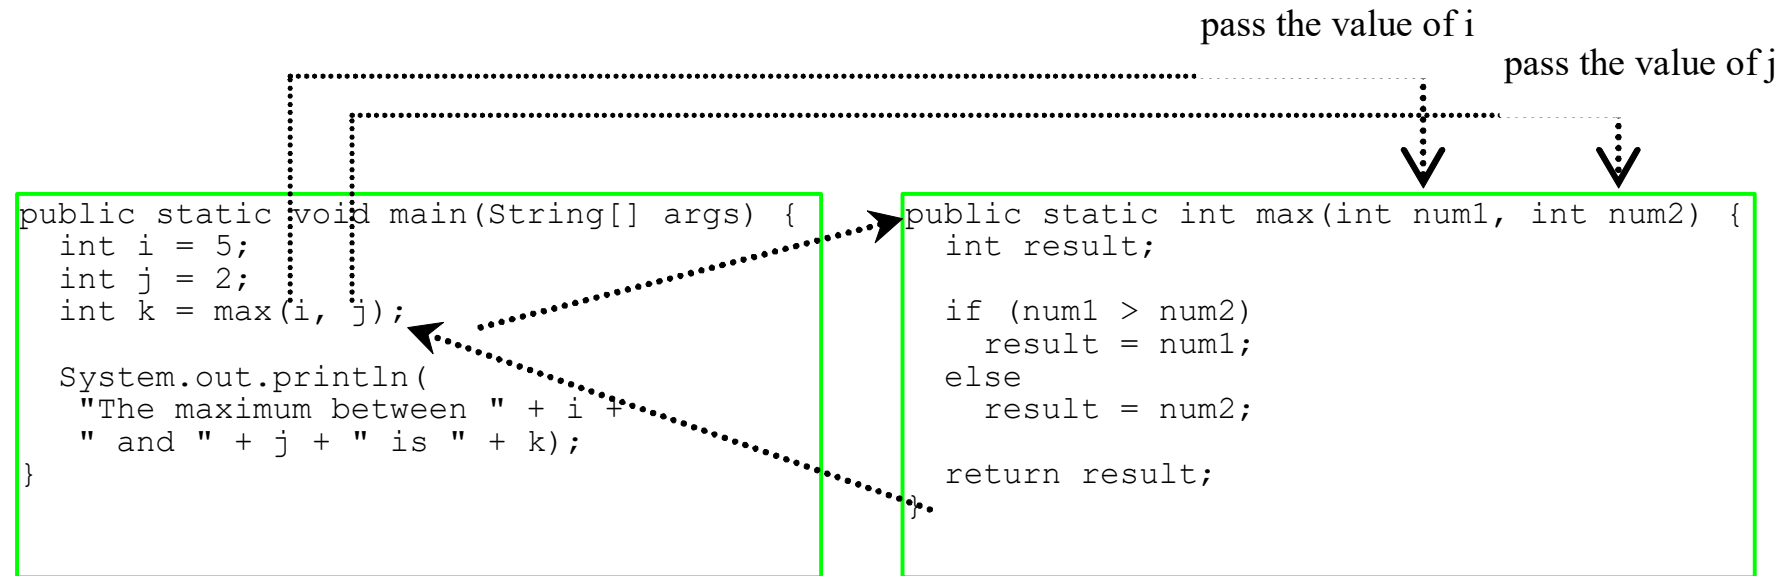 pass the value of i
pass the value of j
public static void main(String[] args) {
  int i = 5;
  int j = 2;
  int k = max(i, j);

  System.out.println(
   "The maximum between " + i +
   " and " + j + " is " + k);
}
public static int max(int num1, int num2) {
  int result;

  if (num1 > num2)
    result = num1;
  else
    result = num2;

  return result;
}